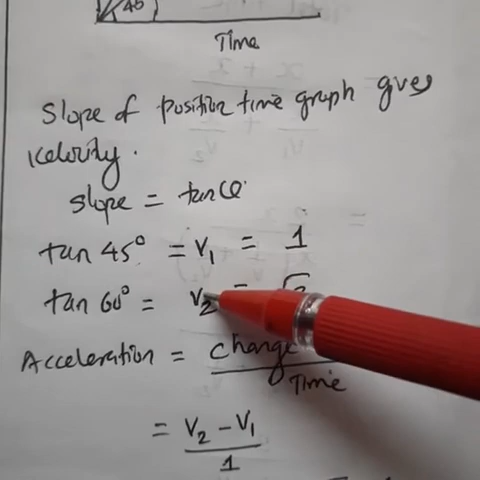 45
Time
Slope of position time graph gives
velocity.
slope = tanθ
tan 45° = V₁ = 1
tan 60° = V₂ =
Acceleration = change
Time
= V₂ - V₁
1